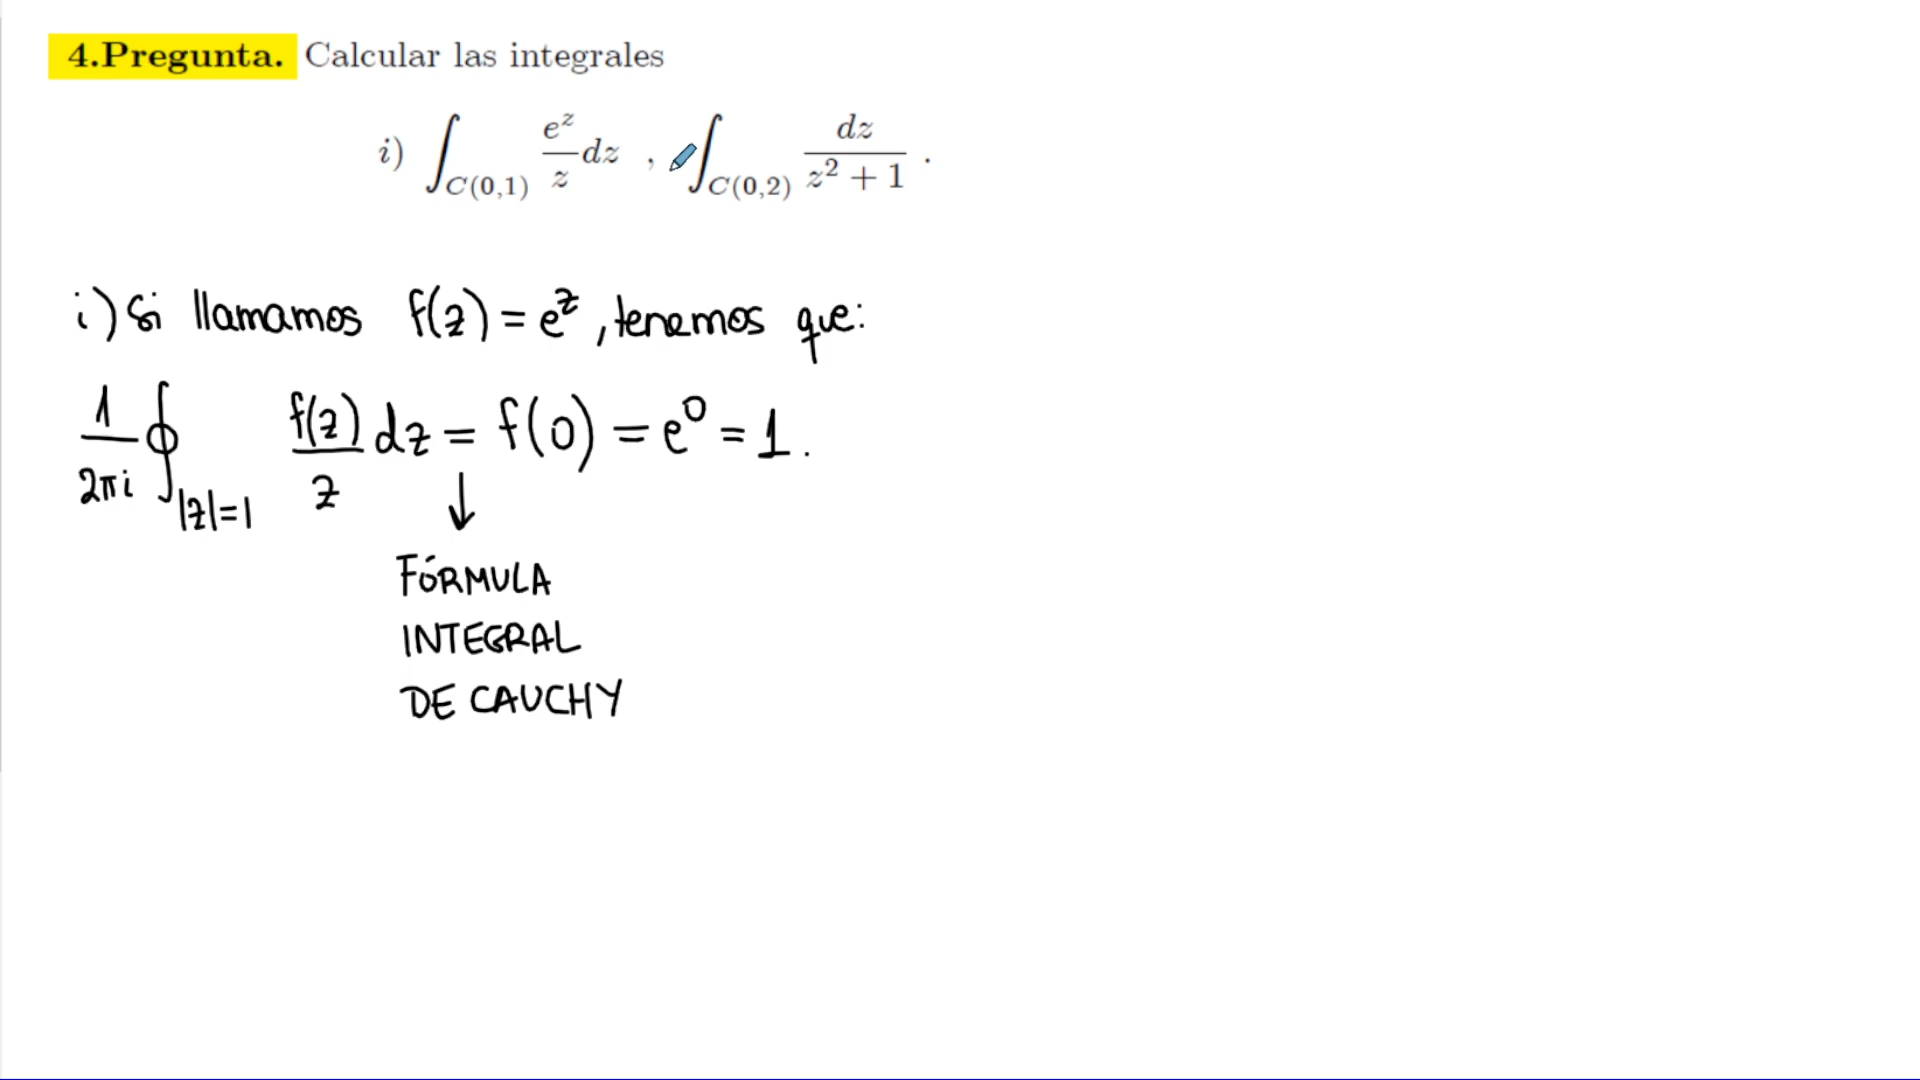 4.Pregunta. Calcular las integrales
i) ∫_{C(0,1)} e^z/z dz , ∫_{C(0,2)} dz/(z^2 + 1) .
i) Si llamamos f(z) = e^z, tenemos que:
1/(2πi) ∮_{|z|=1} f(z)/z dz = f(0) = e^0 = 1.
↓
FÓRMULA
INTEGRAL
DE CAUCHY